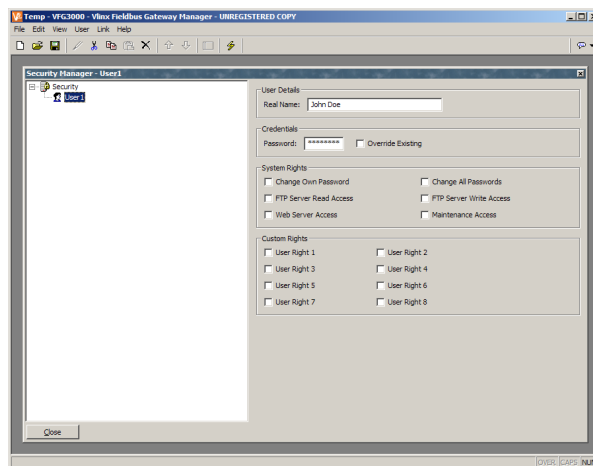 Temp - VFG3000 - Vlinx Fieldbus Gateway Manager - UNREGISTERED COPY
File Edit View User Link Help
Security Manager - User1
Security
User1
User Details
Real Name: John Doe
Credentials
Password: ******** Override Existing
System Rights
Change Own Password Change All Passwords
FTP Server Read Access FTP Server Write Access
Web Server Access Maintenance Access
Custom Rights
User Right 1 User Right 2
User Right 3 User Right 4
User Right 5 User Right 6
User Right 7 User Right 8
Close
OVER CAPS NUM